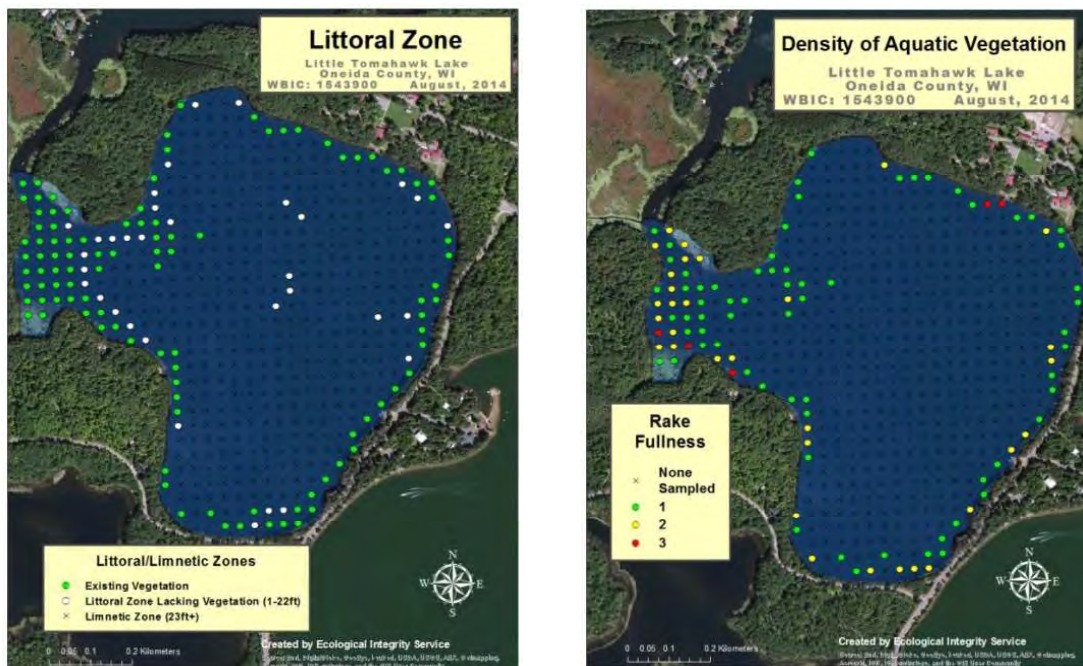 Littoral Zone
Little Tomahawk Lake
Oneida County, WI
WBIC: 1543900 August, 2014
Littoral/Limnetic Zones
Existing Vegetation
Littoral Zone Lacking Vegetation (1-22ft)
Limnetic Zone (23ft+)
N
W E
S
0 0.05 0.1 0.2 Kilometers
Created by Ecological Integrity Service
Density of Aquatic Vegetation
Little Tomahawk Lake
Oneida County, WI
WBIC: 1543900 August, 2014
Rake
Fullness
None
Sampled
1
2
3
N
W E
S
0 0.05 0.1 0.2 Kilometers
Created by Ecological Integrity Service